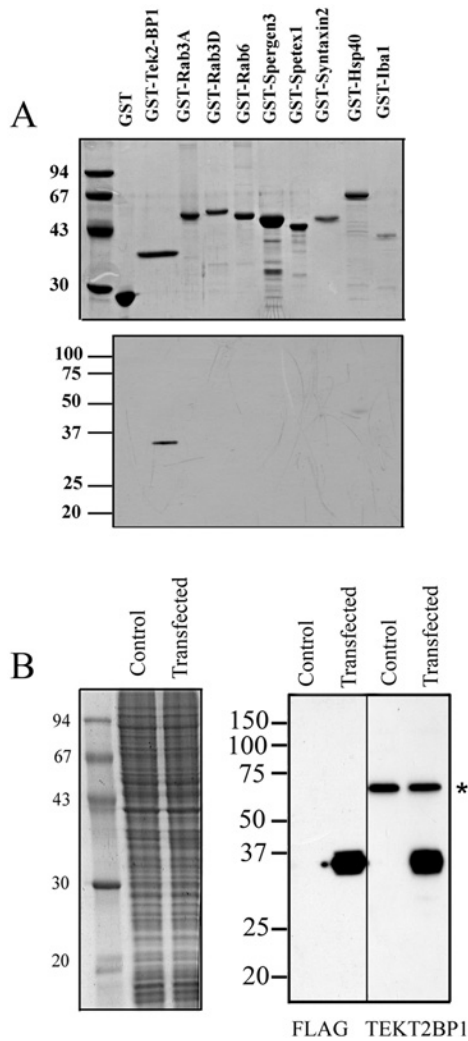 GST
GST-Tek2-BP1
GST-Rab3A
GST-Rab3D
GST-Rab6
GST-Spergen3
GST-Spetex1
GST-Syntaxin2
GST-Hsp40
GST-Iba1
A
94
67
43
30
100
75
50
37
25
20
B
Control
Transfected
94
67
43
30
20
Control
Transfected
Control
Transfected
150
100
75
50
37
25
20
*
FLAG TEKT2BP1